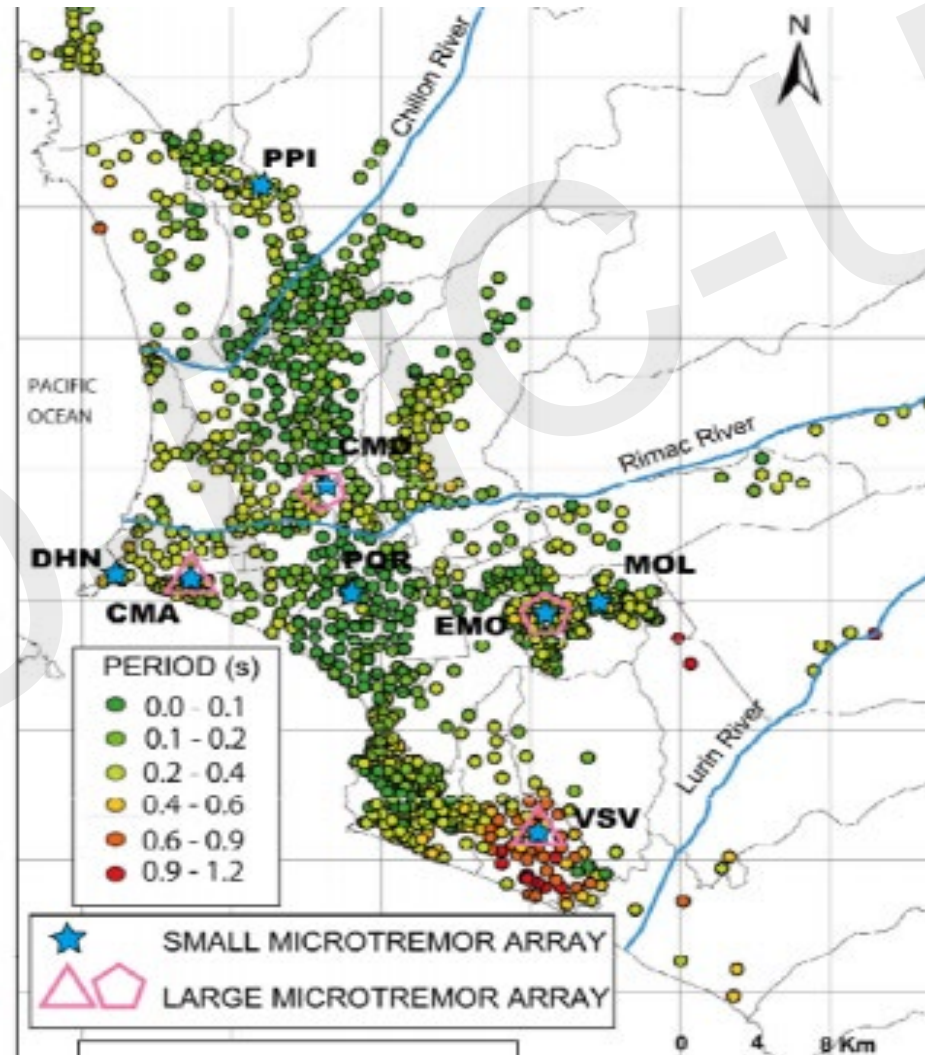 N
Chillon River
PPI
PACIFIC
OCEAN
CMO
Rimac River
DHN
PQR
MOL
CMA
EMO
PERIOD (s)
0.0 - 0.1
0.1 - 0.2
0.2 - 0.4
0.4 - 0.6
0.6 - 0.9
0.9 - 1.2
Lurin River
VSV
SMALL MICROTREMOR ARRAY
LARGE MICROTREMOR ARRAY
0 4 8 Km